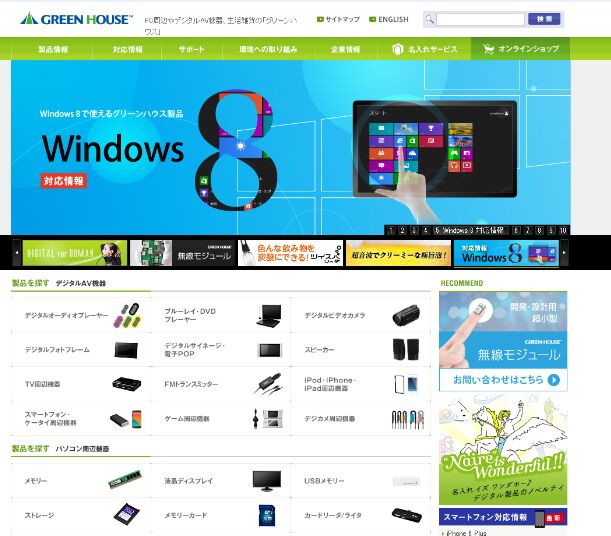 GREEN HOUSE™
PC周辺やデジタルAV機器、生活雑貨の「グリーンハウス」
サイトマップ
ENGLISH
検索
製品情報
対応情報
サポート
環境への取り組み
企業情報
名入れサービス
オンラインショップ
Windows 8で使えるグリーンハウス製品
Windows
8
対応情報
スタート
1 2 3 4 5 Windows 8 対応情報 6 7 8 9 10
DIGITAL for HUMAN
GREEN HOUSE
無線モジュール
色んな飲み物を
炭酸にできる!
ツイスパソーダ
超音波でクリーミーな極行泡!
対応情報
Windows 8
製品を探す デジタルAV機器
デジタルオーディオプレーヤー
ブルーレイ・DVD
プレーヤー
デジタルビデオカメラ
デジタルフォトフレーム
デジタルサイネージ・
電子POP
スピーカー
TV周辺機器
FMトランスミッター
iPod・iPhone・
iPad周辺機器
スマートフォン・
ケータイ周辺機器
ゲーム周辺機器
デジカメ周辺機器
製品を探す パソコン周辺機器
メモリー
液晶ディスプレイ
USBメモリー
ストレージ
メモリーカード
カードリーダ/ライタ
RECOMMEND
開発・設計用
超小型
GREEN HOUSE
無線モジュール
お問い合わせはこちら
"Naire" is
Wonderful!!
名入れ イズ ワンダホー♪
デジタル製品のノベルティ
スマートフォン対応情報
iPhone 6 Plus